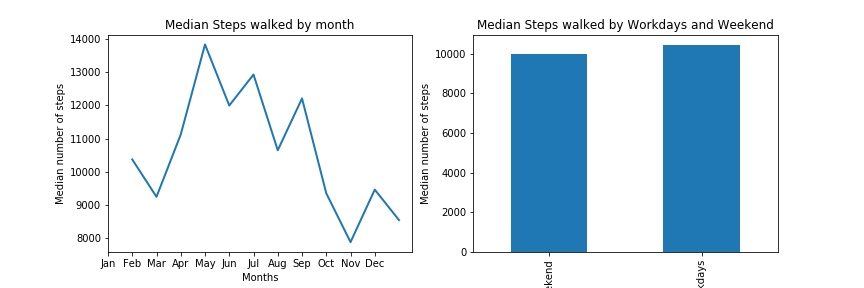 Median Steps walked by month
Median number of steps
14000
13000
12000
11000
10000
9000
8000
Jan Feb Mar Apr May Jun Jul Aug Sep Oct Nov Dec
Months
Median Steps walked by Workdays and Weekend
Median number of steps
10000
8000
6000
4000
2000
0
ekend
kdays